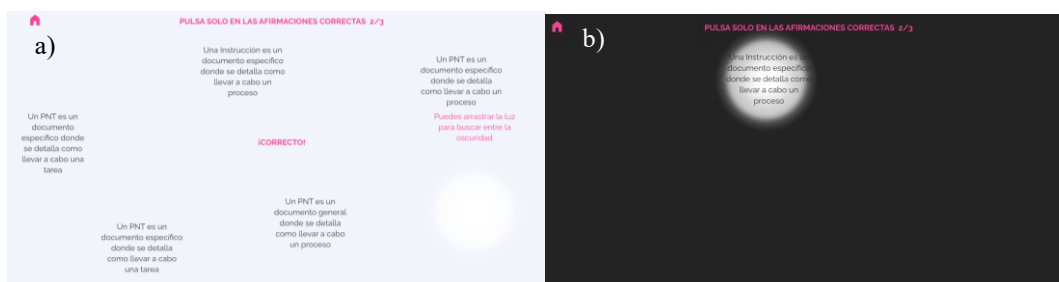 a)
PULSA SOLO EN LAS AFIRMACIONES CORRECTAS 2/3
Una Instrucción es un
documento específico
donde se detalla como
llevar a cabo un
proceso
Un PNT es un
documento específico
donde se detalla
como llevar a cabo un
proceso
Puedes arrastrar la luz
para buscar entre la
oscuridad
Un PNT es un
documento
específico donde
se detalla como
llevar a cabo una
tarea
¡CORRECTO!
Un PNT es un
documento general
donde se detalla
como llevar a cabo
un proceso
Un PNT es un
documento específico
donde se detalla
como llevar a cabo
una tarea
b)
PULSA SOLO EN LAS AFIRMACIONES CORRECTAS 2/3
Una Instrucción es un
documento específico
donde se detalla como
llevar a cabo un
proceso